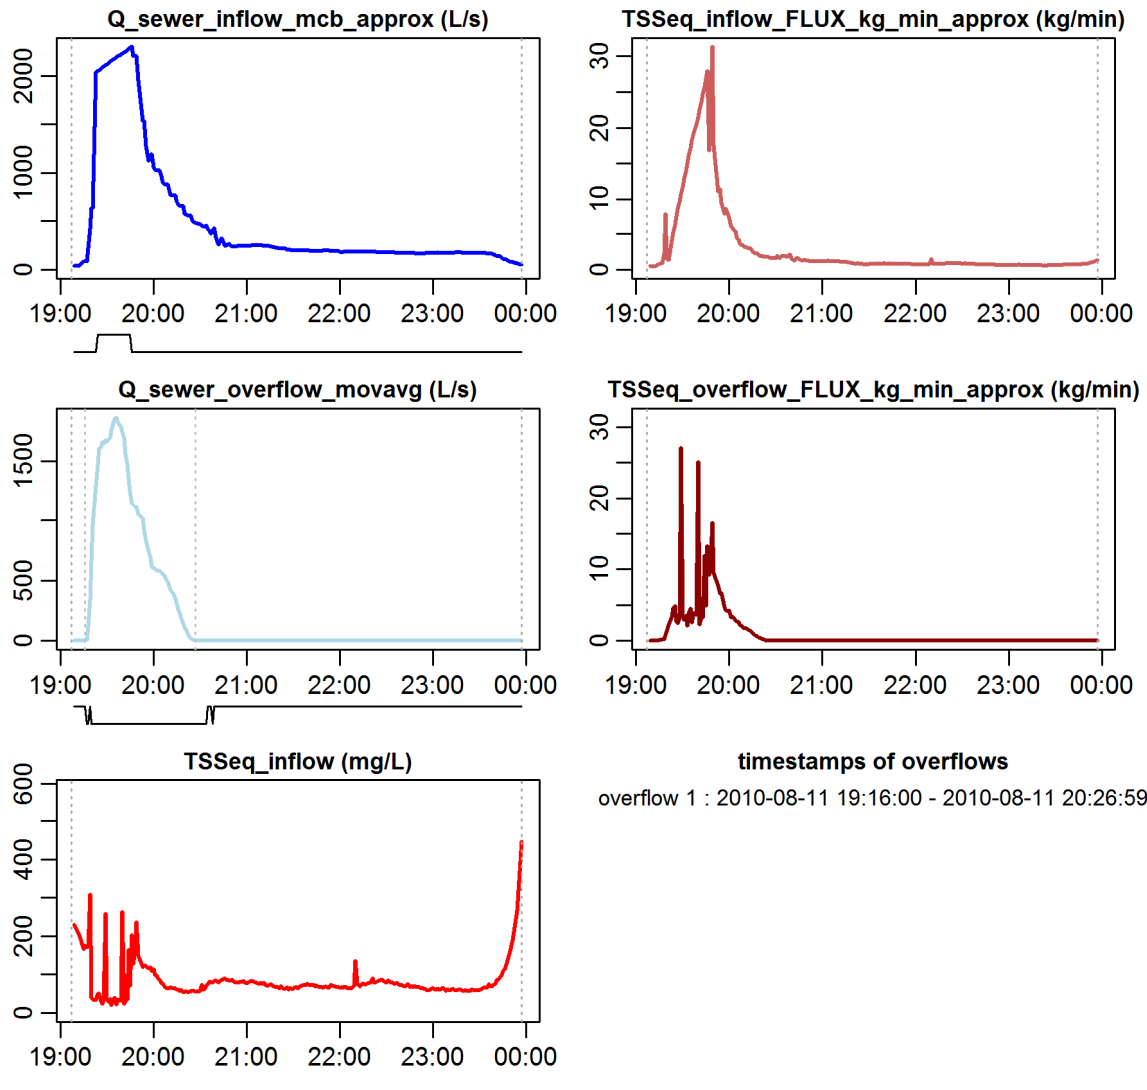 Q_sewer_inflow_mcb_approx (L/s)
0 1000 2000
19:00 20:00 21:00 22:00 23:00 00:00
TSSeq_inflow_FLUX_kg_min_approx (kg/min)
0 10 20 30
19:00 20:00 21:00 22:00 23:00 00:00
Q_sewer_overflow_movavg (L/s)
0 500 1500
19:00 20:00 21:00 22:00 23:00 00:00
TSSeq_overflow_FLUX_kg_min_approx (kg/min)
0 10 20 30
19:00 20:00 21:00 22:00 23:00 00:00
TSSeq_inflow (mg/L)
0 200 400 600
19:00 20:00 21:00 22:00 23:00 00:00
timestamps of overflows
overflow 1 : 2010-08-11 19:16:00 - 2010-08-11 20:26:59